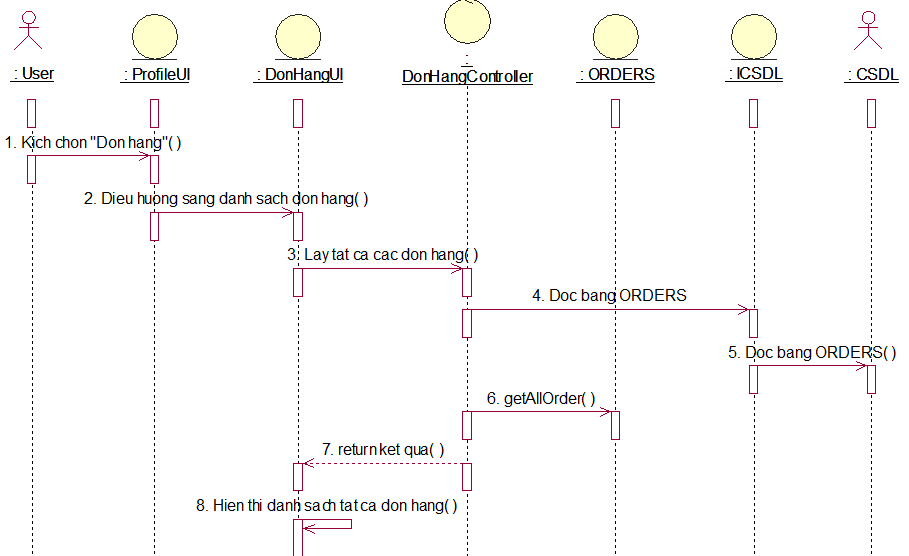 : User
: ProfileUI
: DonHangUI
:
DonHangController
: ORDERS
: ICSDL
: CSDL
1. Kich chon "Don hang"( )
2. Dieu huong sang danh sach don hang( )
3. Lay tat ca cac don hang( )
4. Doc bang ORDERS
5. Doc bang ORDERS( )
6. getAllOrder( )
7. return ket qua( )
8. Hien thi danh sach tat ca don hang( )